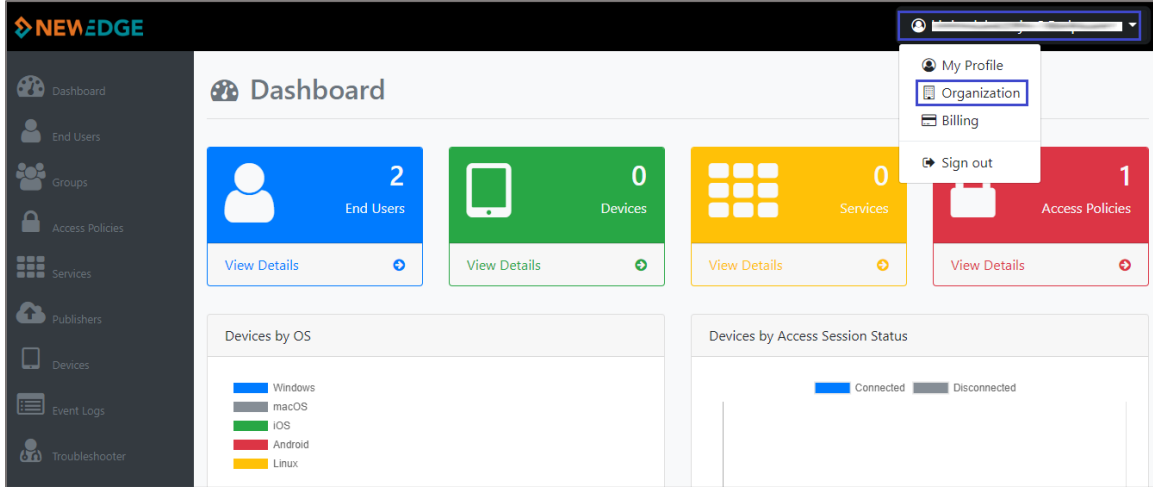 NEWEDGE
My Profile
Organization
Billing
Sign out
Dashboard
End Users
Groups
Access Policies
Services
Publishers
Devices
Event Logs
Troubleshooter
Dashboard
2
End Users
View Details
0
Devices
View Details
0
Services
View Details
1
Access Policies
View Details
Devices by OS
Windows
macOS
iOS
Android
Linux
Devices by Access Session Status
Connected Disconnected